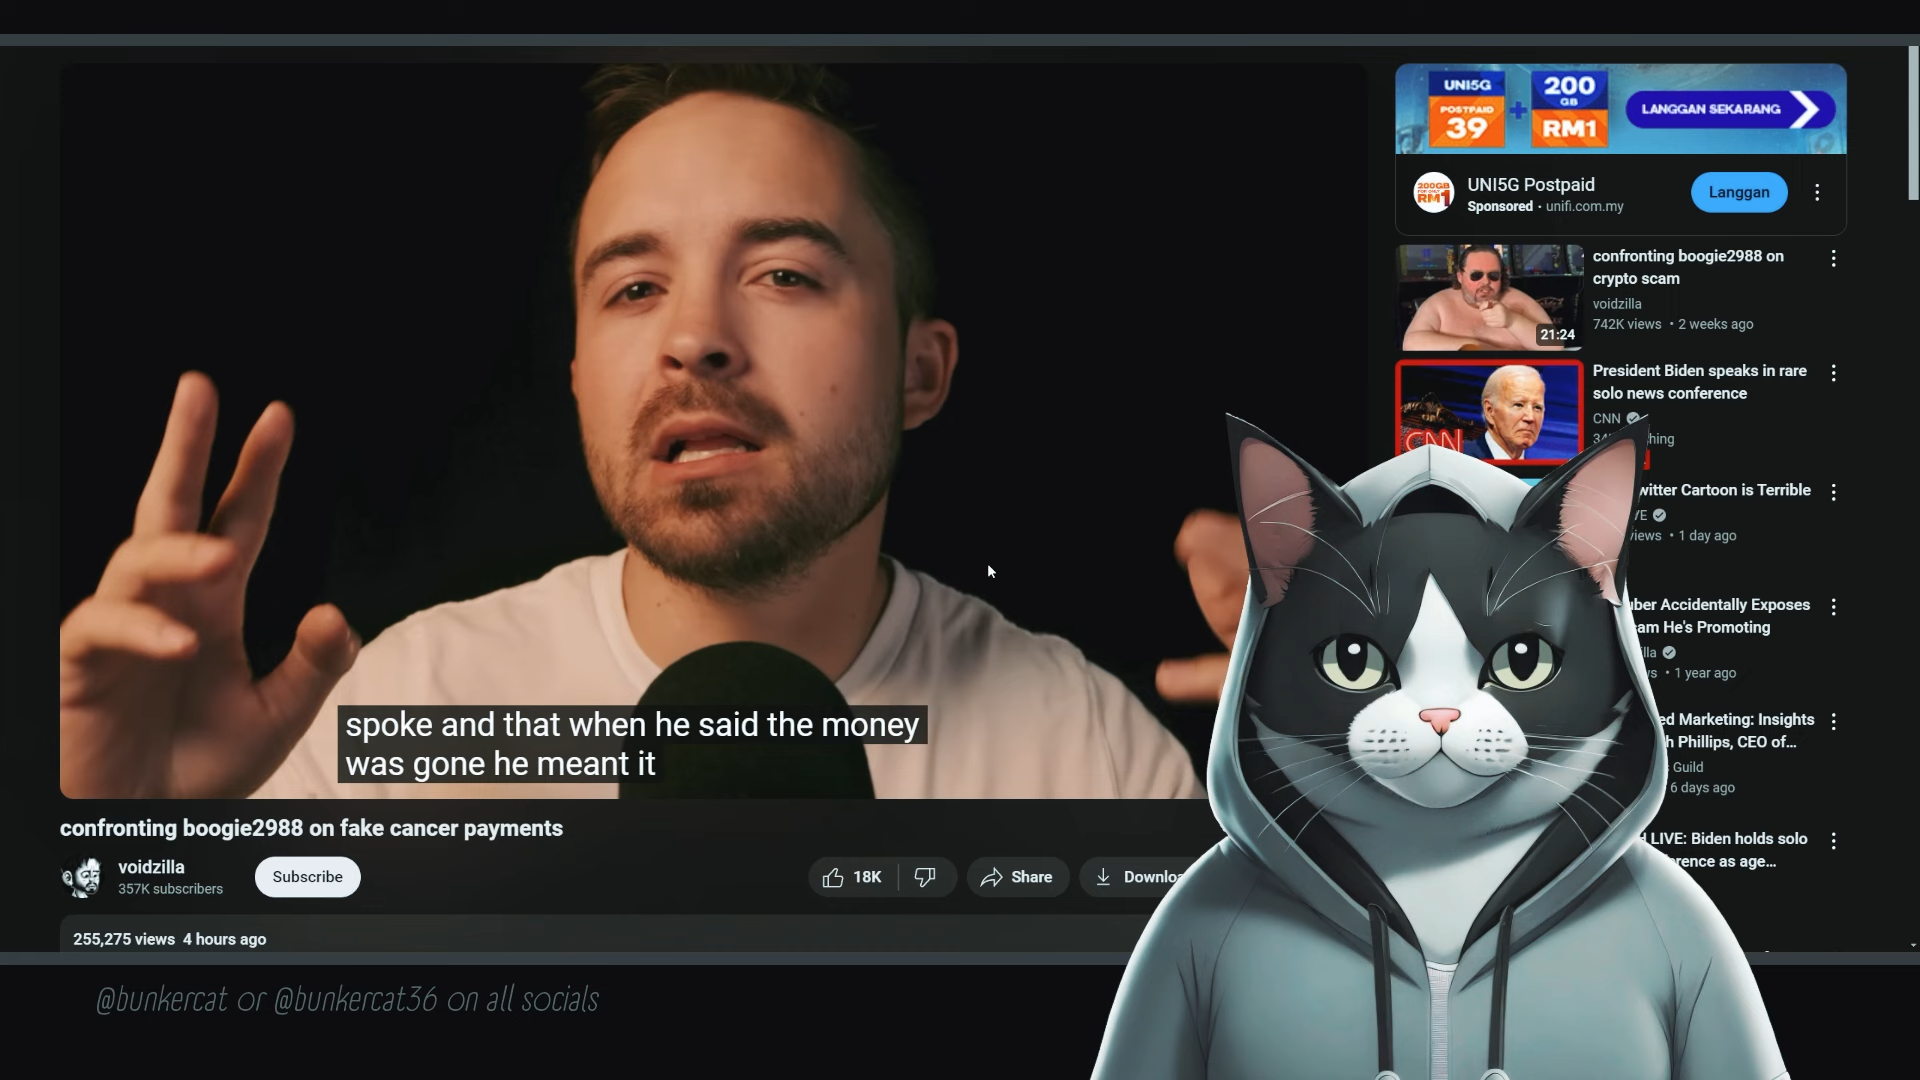 spoke and that when he said the money
was gone he meant it
confronting boogie2988 on fake cancer payments
voidzilla
357K subscribers
Subscribe
18K
Share
255,275 views 4 hours ago
@bunkercat or @bunkercat36 on all socials
UNI5G
POSTPAID
39
+
200
GB
RM1
LANGGAN SEKARANG
200GB
RM1
UNI5G Postpaid
Sponsored • unifi.com.my
Langgan
confronting boogie2988 on
crypto scam
voidzilla
742K views • 2 weeks ago
21:24
President Biden speaks in rare
solo news conference
CNN
CNN
Cartoon is Terrible
1 day ago
Accidentally Exposes
He's Promoting
1 year ago
Marketing: Insights
Phillips, CEO of...
Guild
6 days ago
LIVE: Biden holds solo
as age...